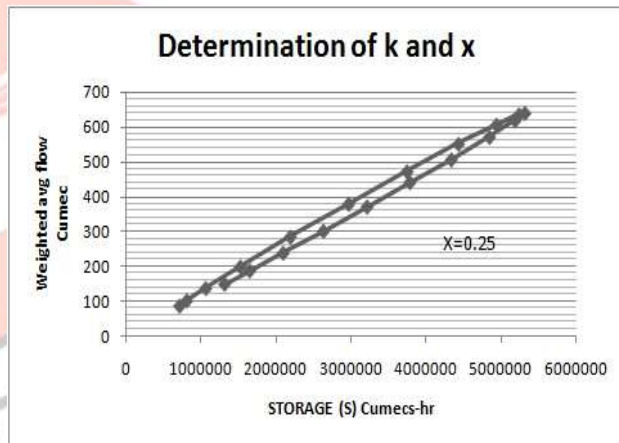 Determination of k and x
700
600
500
400
300
200
100
0
Weighted avg flow
Cumec
X=0.25
0 1000000 2000000 3000000 4000000 5000000 6000000
STORAGE (S) Cumecs-hr